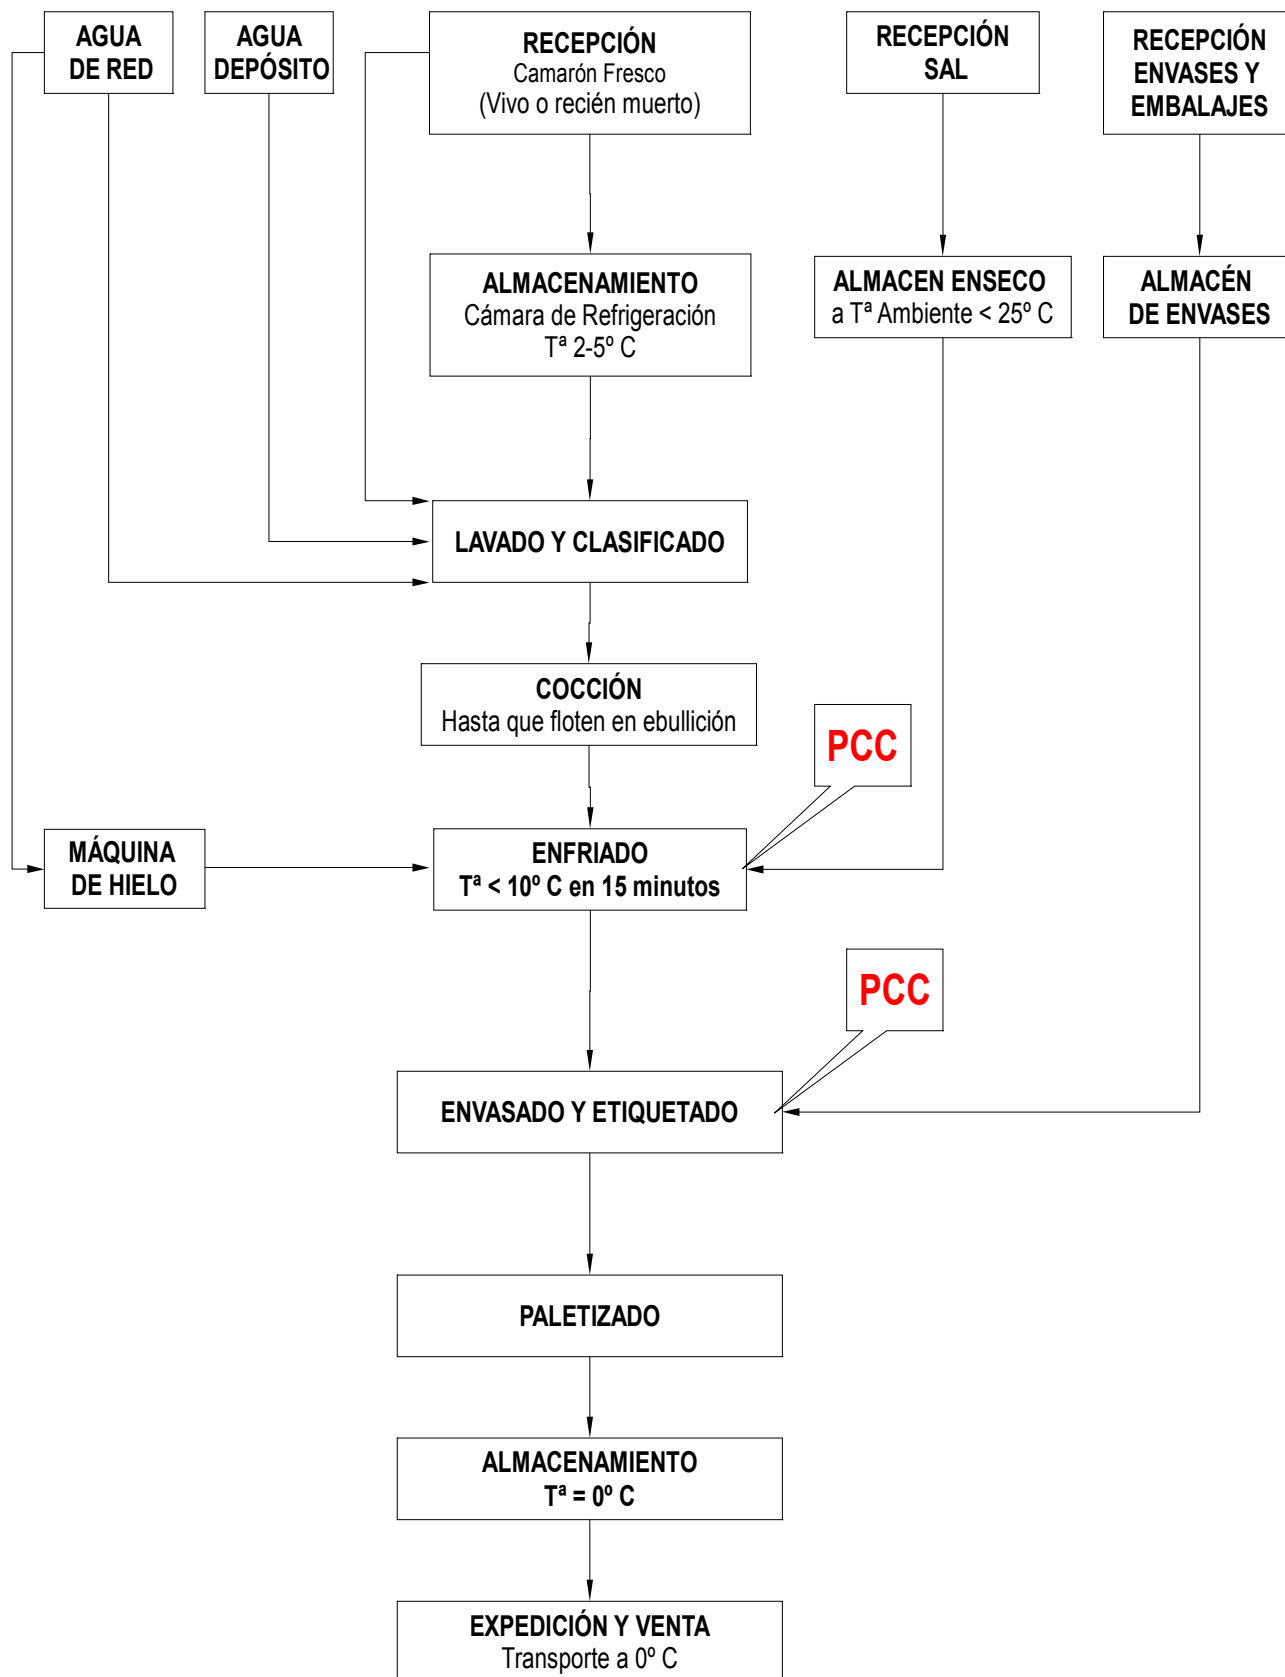 AGUA
DE RED
AGUA
DEPÓSITO
RECEPCIÓN
Camarón Fresco
(Vivo o recién muerto)
RECEPCIÓN
SAL
RECEPCIÓN
ENVASES Y
EMBALAJES
ALMACENAMIENTO
Cámara de Refrigeración
Tª 2-5º C
ALMACEN ENSECO
a Tª Ambiente < 25º C
ALMACÉN
DE ENVASES
LAVADO Y CLASIFICADO
COCCIÓN
Hasta que floten en ebullición
PCC
MÁQUINA
DE HIELO
ENFRIADO
Tª < 10º C en 15 minutos
PCC
ENVASADO Y ETIQUETADO
PALETIZADO
ALMACENAMIENTO
Tª = 0º C
EXPEDICIÓN Y VENTA
Transporte a 0º C